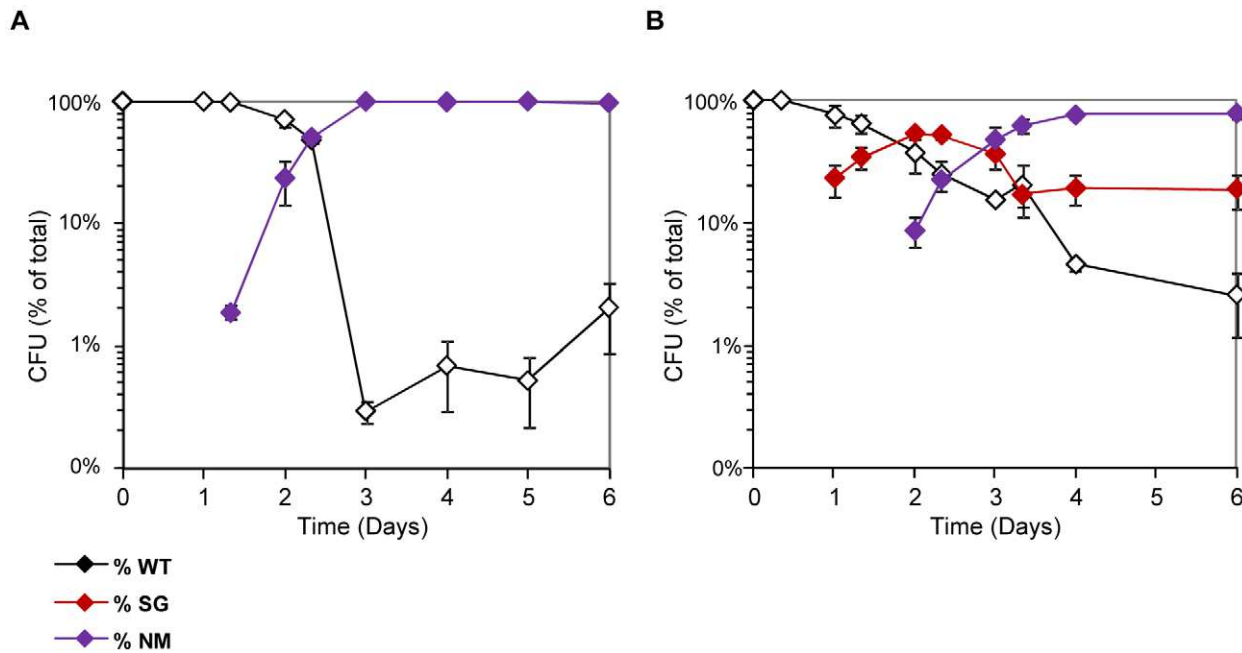 A
B
100%
10%
1%
0%
CFU (% of total)
0 1 2 3 4 5 6
Time (Days)
100%
10%
1%
0%
CFU (% of total)
0 1 2 3 4 5 6
Time (Days)
% WT
% SG
% NM